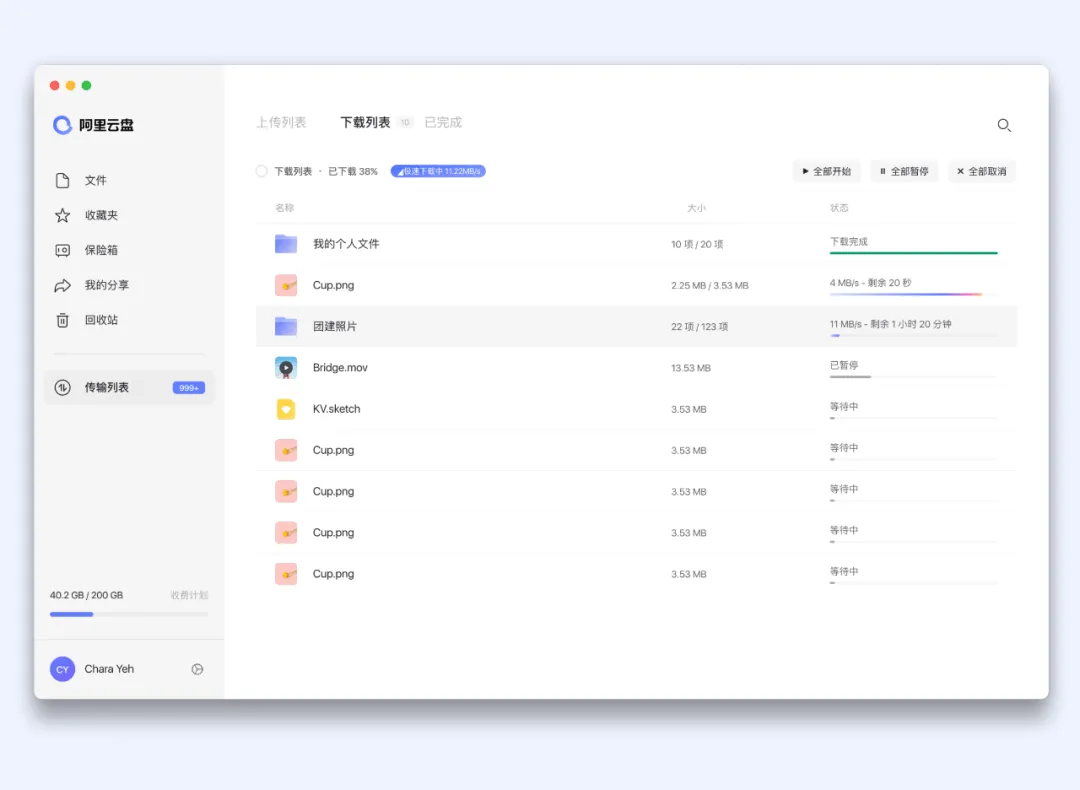 阿里云盘
文件
收藏夹
保险箱
我的分享
回收站
传输列表 999+
40.2 GB / 200 GB 收费计划
CY Chara Yeh
上传列表 下载列表 10 已完成
下载列表 · 已下载 38% 极速下载中 11.22MB/s 全部开始 全部暂停 全部取消
名称 大小 状态
我的个人文件 10 项 / 20 项 下载完成
Cup.png 2.25 MB / 3.53 MB 4 MB/s - 剩余 20 秒
团建照片 22 项 / 123 项 11 MB/s - 剩余 1 小时 20 分钟
Bridge.mov 13.53 MB 已暂停
KV.sketch 3.53 MB 等待中
Cup.png 3.53 MB 等待中
Cup.png 3.53 MB 等待中
Cup.png 3.53 MB 等待中
Cup.png 3.53 MB 等待中